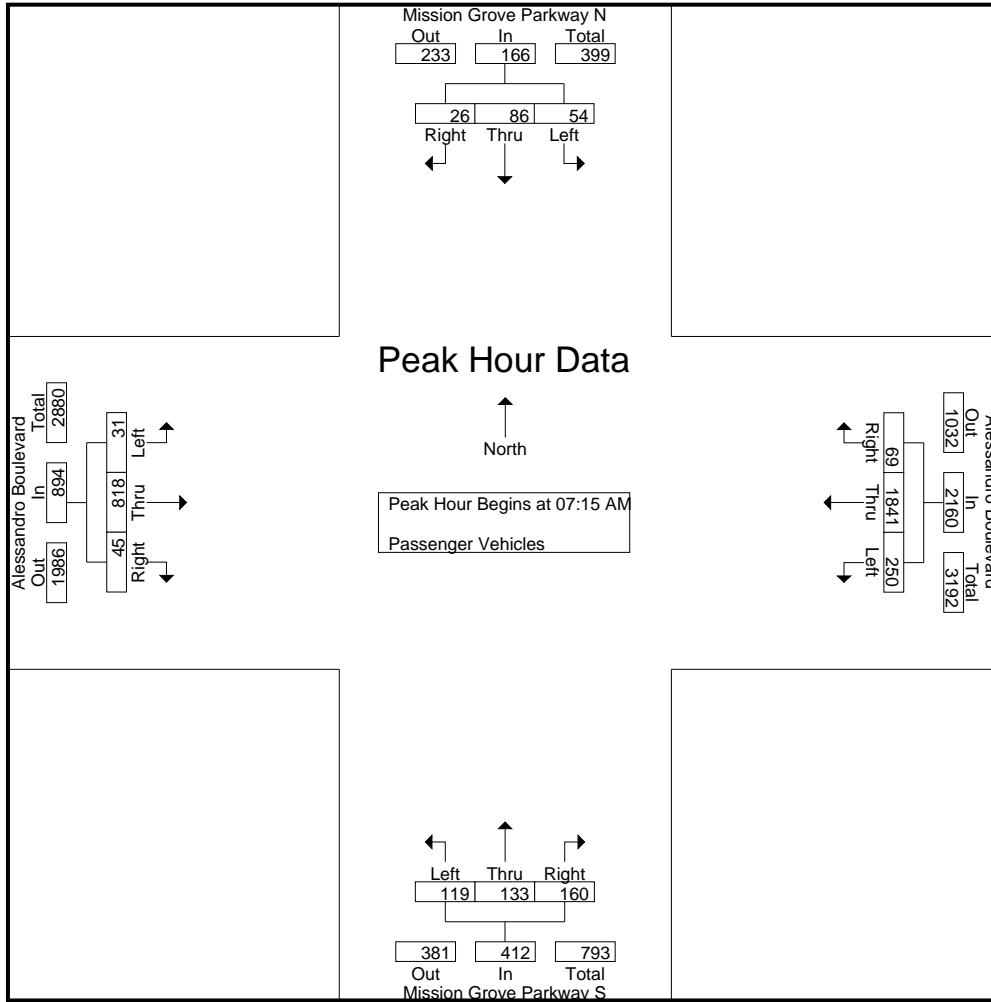 Mission Grove Parkway N
Out In Total
233 166 399
26 86 54
Right Thru Left
Peak Hour Data
North
Peak Hour Begins at 07:15 AM
Passenger Vehicles
Alessandro Boulevard
Total In Out
2880 894 1986
31 818 45
Left Thru Right
Alessandro Boulevard
Out In Total
1032 2160 3192
69 1841 250
Right Thru Left
Left Thru Right
119 133 160
381 412 793
Out In Total
Mission Grove Parkway S